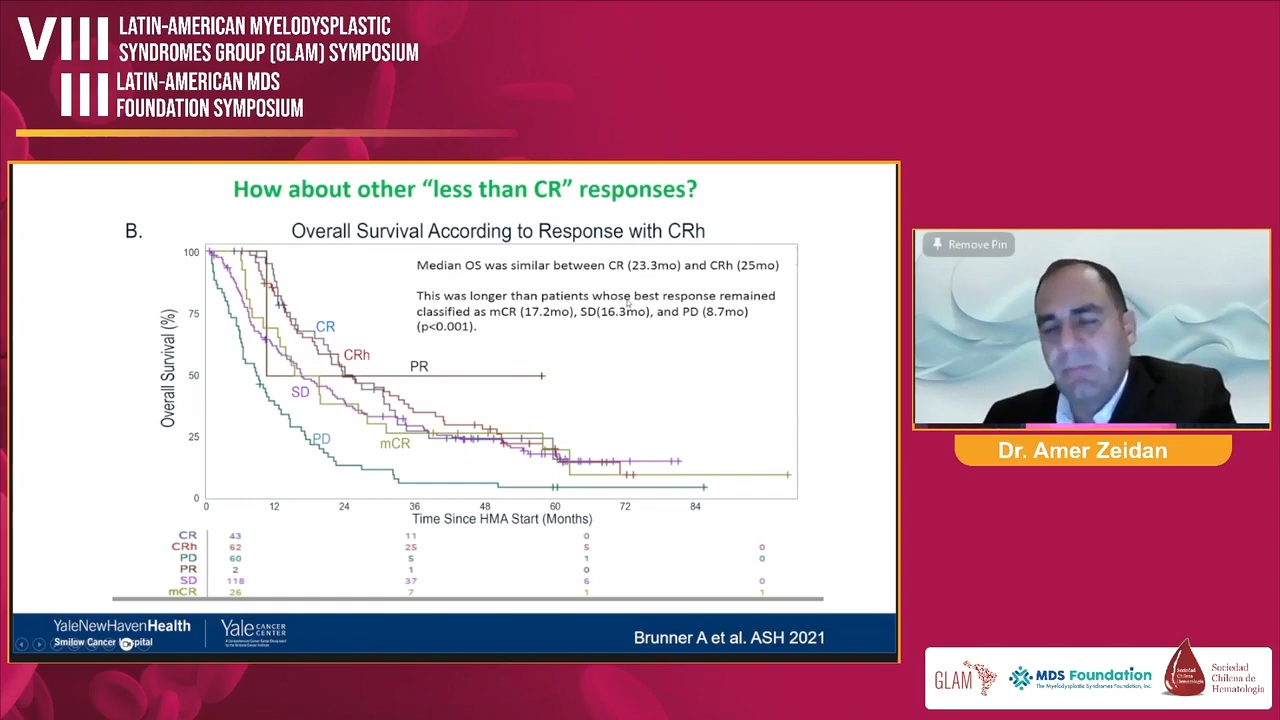 VIII LATIN-AMERICAN MYELODYSPLASTIC
SYNDROMES GROUP (GLAM) SYMPOSIUM
III LATIN-AMERICAN MDS
FOUNDATION SYMPOSIUM
How about other “less than CR” responses?
B. Overall Survival According to Response with CRh
Median OS was similar between CR (23.3mo) and CRh (25mo)
This was longer than patients whose best response remained
classified as mCR (17.2mo), SD(16.3mo), and PD (8.7mo)
(p<0.001).
Overall Survival (%)
100
75
50
25
0
CR
CRh
PR
SD
PD
mCR
0 12 24 36 48 60 72 84
Time Since HMA Start (Months)
CR 43 11 0
CRh 62 25 5 0
PD 60 5 1 0
PR 2 1 0
SD 118 37 6 0
mCR 26 7 1 1
YaleNewHavenHealth
Smilow Cancer Hospital
Yale CANCER
CENTER
Brunner A et al. ASH 2021
Remove Pin
Dr. Amer Zeidan
GLAM
MDS Foundation
The Myelodysplastic Syndromes Foundation, Inc.
Sociedad
Chilena de
Hematología
Sociedad
Chilena de
Hematología